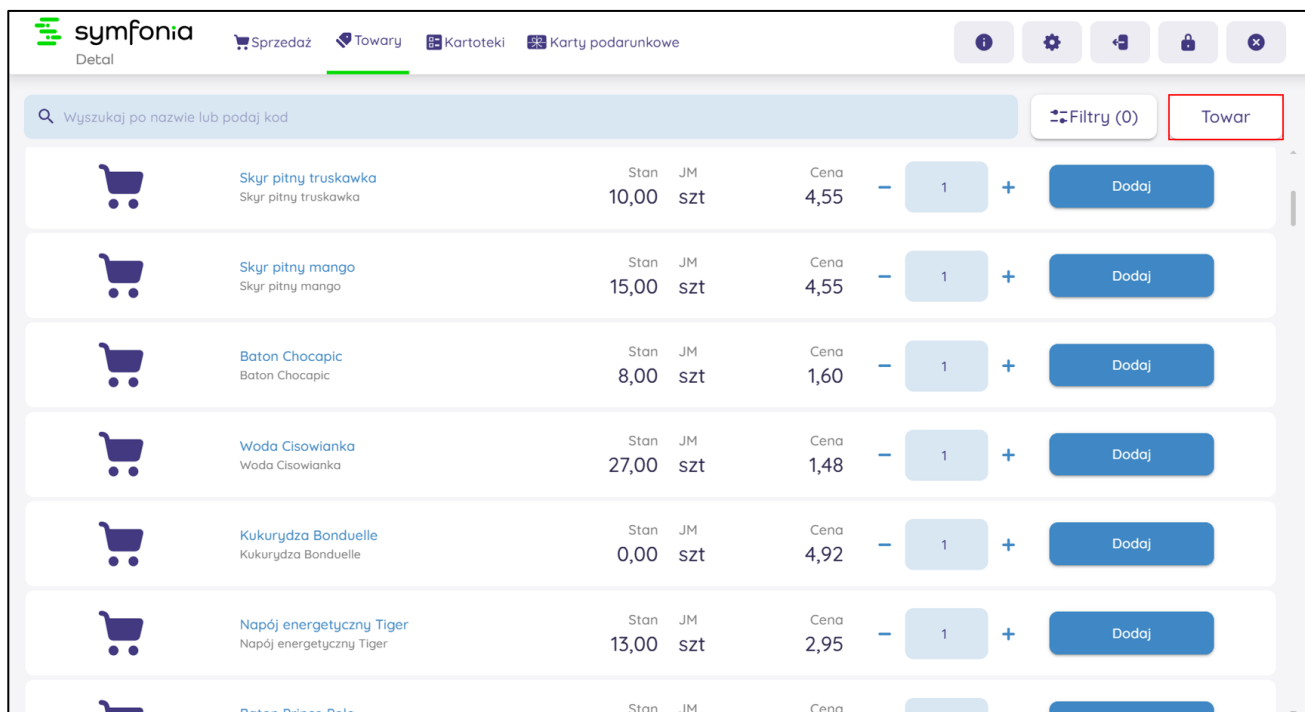 symfonia
Detal
Sprzedaż Towary Kartoteki Karty podarunkowe
Wyszukaj po nazwie lub podaj kod Filtry (0) Towar
Skyr pitny truskawka Stan JM Cena
Skyr pitny truskawka 10,00 szt 4,55 − 1 + Dodaj
Skyr pitny mango Stan JM Cena
Skyr pitny mango 15,00 szt 4,55 − 1 + Dodaj
Baton Chocapic Stan JM Cena
Baton Chocapic 8,00 szt 1,60 − 1 + Dodaj
Woda Cisowianka Stan JM Cena
Woda Cisowianka 27,00 szt 1,48 − 1 + Dodaj
Kukurydza Bonduelle Stan JM Cena
Kukurydza Bonduelle 0,00 szt 4,92 − 1 + Dodaj
Napój energetyczny Tiger Stan JM Cena
Napój energetyczny Tiger 13,00 szt 2,95 − 1 + Dodaj
Baton Prince Polo Stan JM Cena